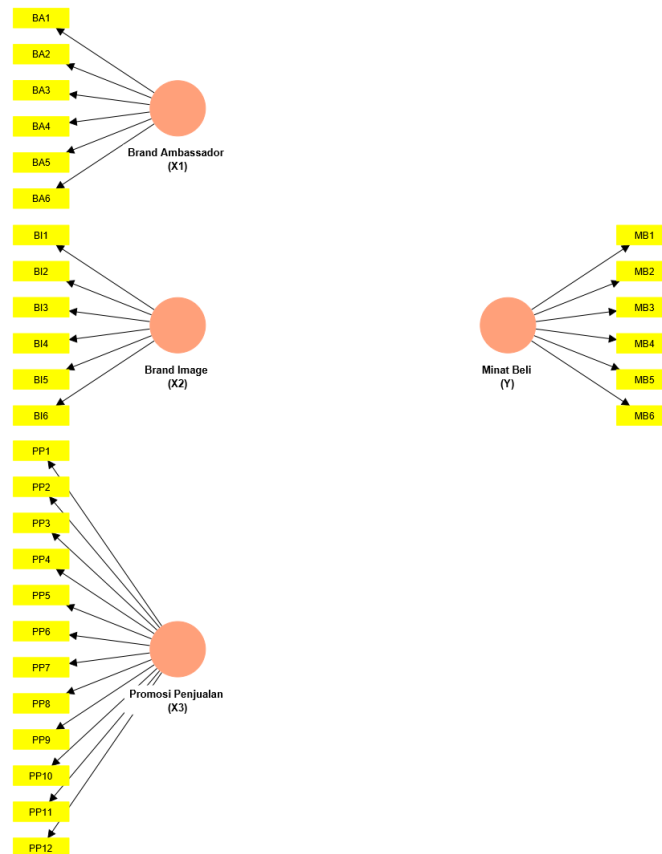 BA1
BA2
BA3
BA4
BA5
BA6
Brand Ambassador
(X1)
BI1
BI2
BI3
BI4
BI5
BI6
Brand Image
(X2)
MB1
MB2
MB3
MB4
MB5
MB6
Minat Beli
(Y)
PP1
PP2
PP3
PP4
PP5
PP6
PP7
PP8
PP9
PP10
PP11
PP12
Promosi Penjualan
(X3)